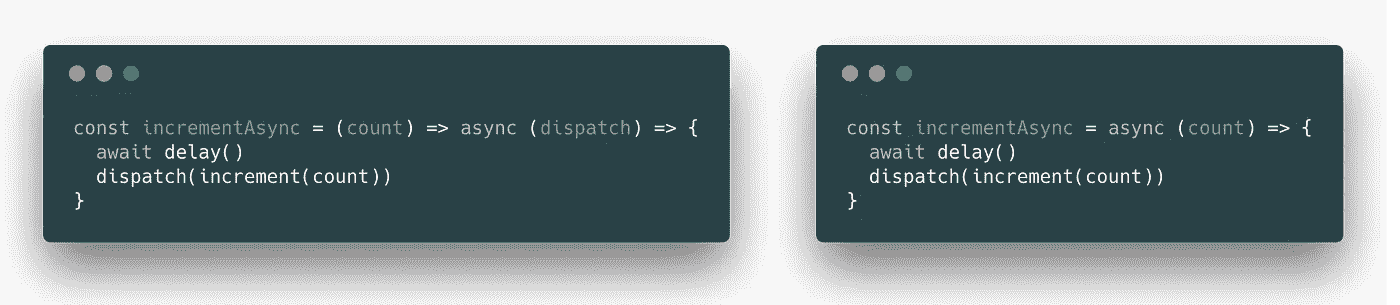 const incrementAsync = (count) => async (dispatch) => {
  await delay()
  dispatch(increment(count))
}
const incrementAsync = async (count) => {
  await delay()
  dispatch(increment(count))
}